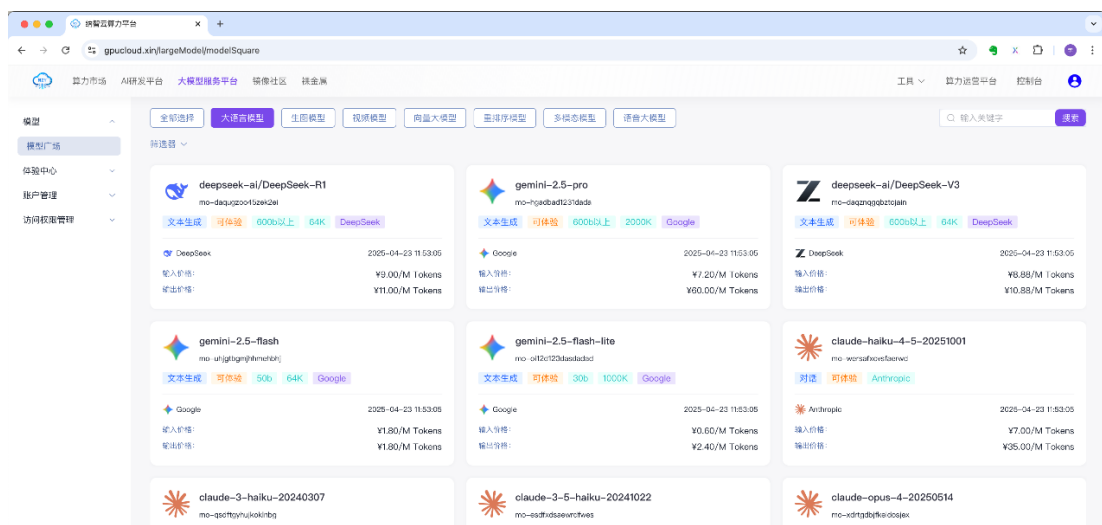 纳智云算力平台
gpucloud.xin/largeModel/modelSquare
算力市场 AI研发平台 大模型服务平台 镜像社区 工具 算力运营平台 控制台
模型
模型广场
体验中心
账户管理
访问权限管理
全部选择 大语言模型 生图模型 视频模型 向量大模型 重排序模型 多模态模型 语音大模型 输入关键字 搜索
筛选器
deepseek-ai/DeepSeek-R1
文本生成 可体验 600b以上 64K DeepSeek
DeepSeek 2025-04-23 11:53:05
输入价格: ¥9.00/M Tokens
输出价格: ¥11.00/M Tokens
gemini-2.5-pro
mo-hgadbad1231dada
文本生成 可体验 600b以上 2000K Google
Google 2025-04-23 11:53:05
输入价格: ¥7.20/M Tokens
输出价格: ¥60.00/M Tokens
deepseek-ai/DeepSeek-V3
文本生成 可体验 600b以上 64K DeepSeek
DeepSeek 2025-04-23 11:53:05
输入价格: ¥8.88/M Tokens
输出价格: ¥10.88/M Tokens
gemini-2.5-flash
文本生成 可体验 50b 64K Google
Google 2025-04-23 11:53:05
输入价格: ¥1.80/M Tokens
输出价格: ¥1.80/M Tokens
gemini-2.5-flash-lite
mo-oi12d123dasdadad
文本生成 可体验 30b 1000K Google
Google 2025-04-23 11:53:05
输入价格: ¥0.60/M Tokens
输出价格: ¥2.40/M Tokens
claude-haiku-4-5-20251001
对话 可体验 Anthropic
Anthropic 2025-04-23 11:53:05
输入价格: ¥7.00/M Tokens
输出价格: ¥35.00/M Tokens
claude-3-haiku-20240307
claude-3-5-haiku-20241022
claude-opus-4-20250514